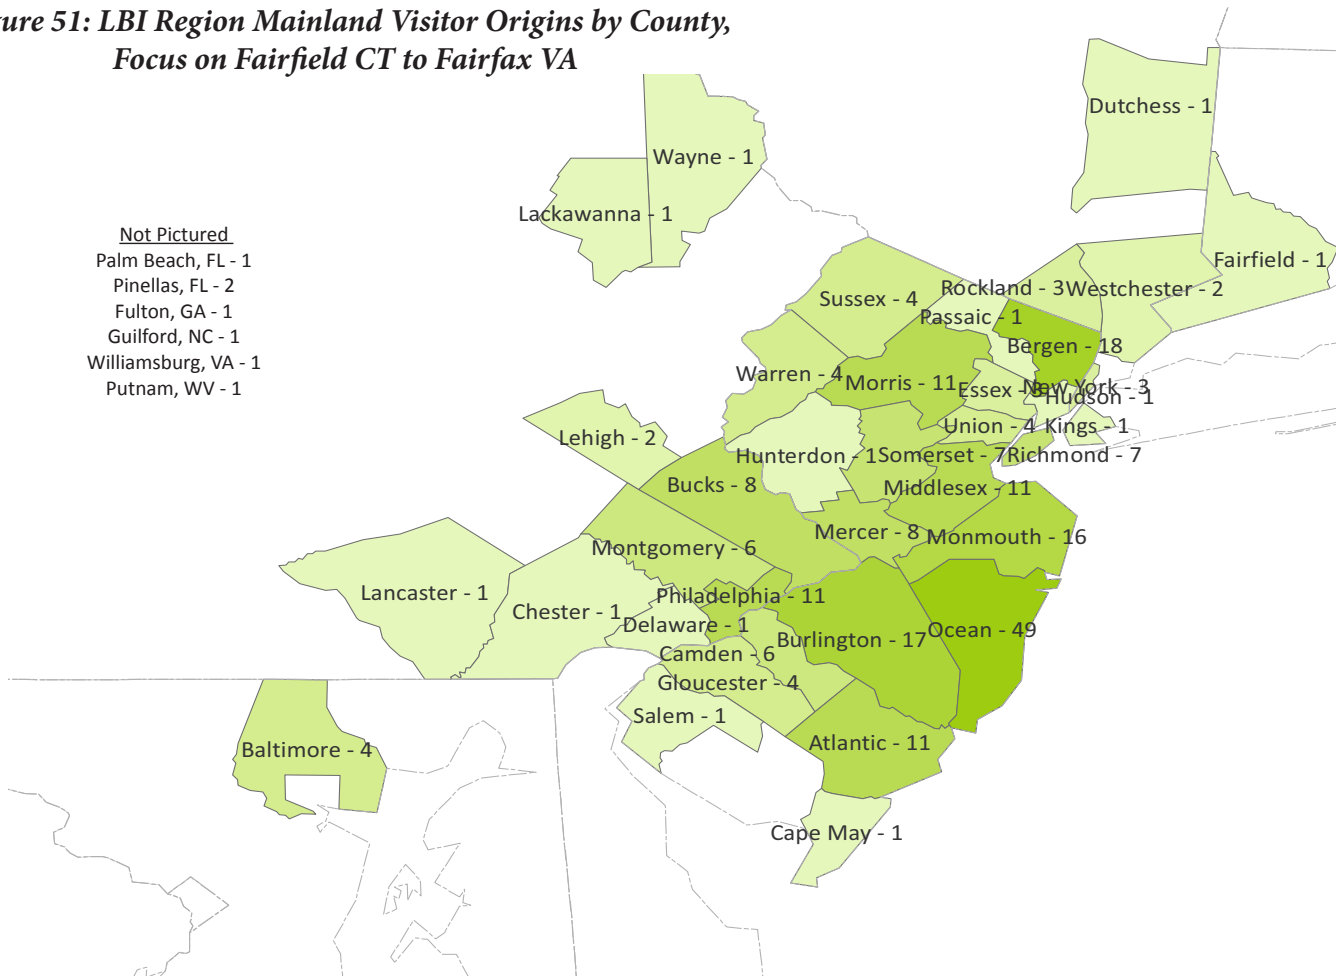 ure 51: LBI Region Mainland Visitor Origins by County,
Focus on Fairfield CT to Fairfax VA
Dutchess - 1
Wayne - 1
Lackawanna - 1
Not Pictured
Palm Beach, FL - 1
Pinellas, FL - 2
Fulton, GA - 1
Guilford, NC - 1
Williamsburg, VA - 1
Putnam, WV - 1
Fairfield - 1
Rockland - 3
Westchester - 2
Sussex - 4
Passaic - 1
Bergen - 18
Warren - 4
Morris - 11
Essex -
New York - 3
Hudson - 1
Union - 4
Kings - 1
Lehigh - 2
Hunterdon - 1
Somerset - 7
Richmond - 7
Bucks - 8
Middlesex - 11
Mercer - 8
Monmouth - 16
Montgomery - 6
Lancaster - 1
Chester - 1
Philadelphia - 11
Delaware - 1
Burlington - 17
Ocean - 49
Camden - 6
Gloucester - 4
Salem - 1
Atlantic - 11
Baltimore - 4
Cape May - 1